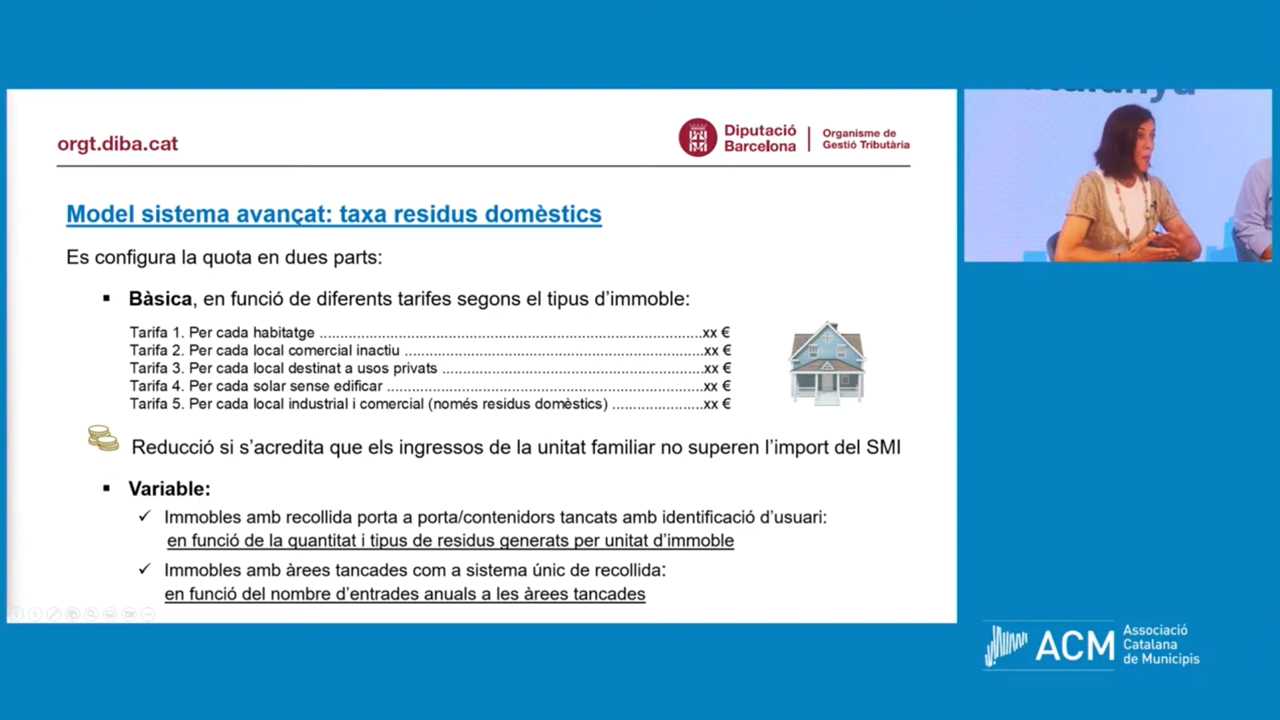 orgt.diba.cat
Diputació
Barcelona
Organisme de
Gestió Tributària
Model sistema avançat: taxa residus domèstics
Es configura la quota en dues parts:
▪ Bàsica, en funció de diferents tarifes segons el tipus d'immoble:
Tarifa 1. Per cada habitatge ....................xx €
Tarifa 2. Per cada local comercial inactiu ....................xx €
Tarifa 3. Per cada local destinat a usos privats ....................xx €
Tarifa 4. Per cada solar sense edificar ....................xx €
Tarifa 5. Per cada local industrial i comercial (només residus domèstics) ....................xx €
Reducció si s'acredita que els ingressos de la unitat familiar no superen l'import del SMI
▪ Variable:
✓ Immobles amb recollida porta a porta/contenidors tancats amb identificació d'usuari:
en funció de la quantitat i tipus de residus generats per unitat d'immoble
✓ Immobles amb àrees tancades com a sistema únic de recollida:
en funció del nombre d'entrades anuals a les àrees tancades
ACM
Associació
Catalana
de Municipis